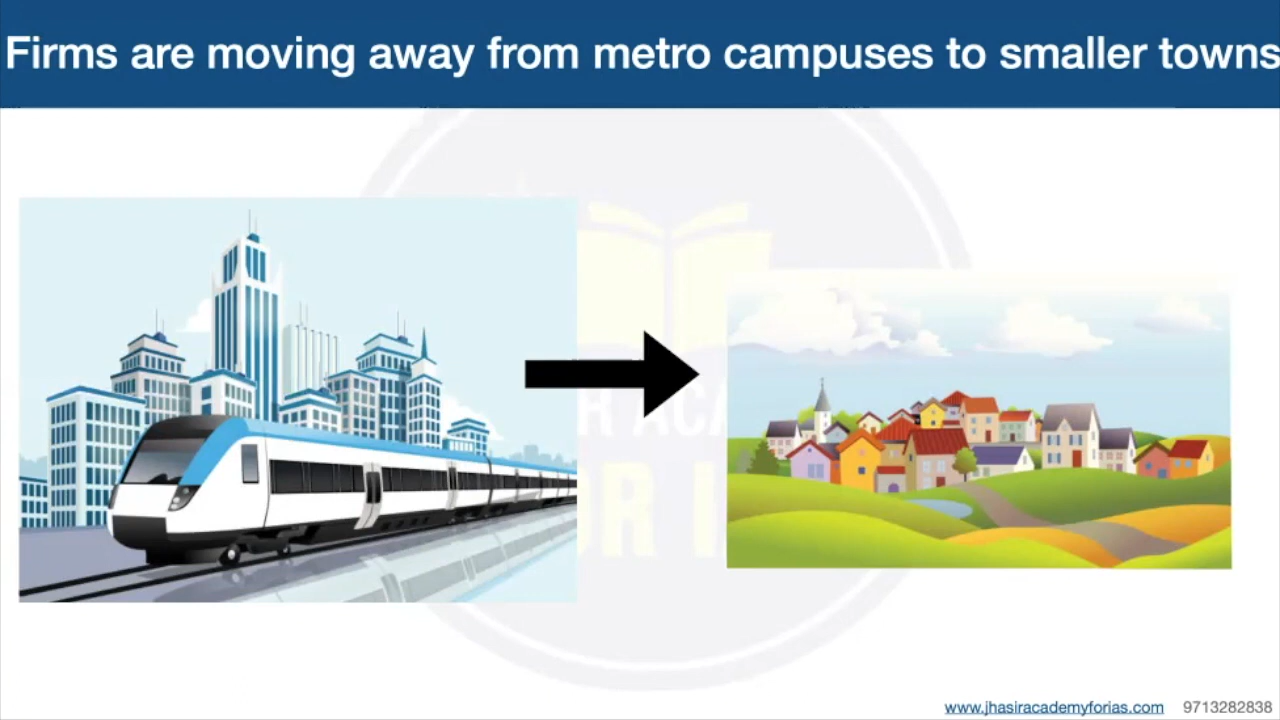 Firms are moving away from metro campuses to smaller towns
www.jhasiracademyforias.com 9713282838